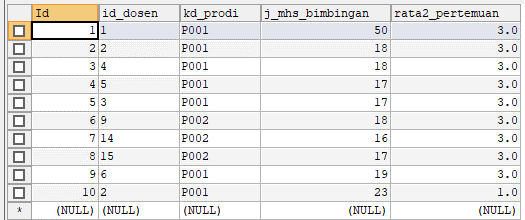 Id id_dosen kd_prodi j_mhs_bimbingan rata2_pertemuan
1 1 P001 50 3.0
2 2 P001 18 3.0
3 4 P001 18 3.0
4 5 P001 17 3.0
5 3 P001 17 3.0
6 9 P002 18 3.0
7 14 P002 16 3.0
8 15 P002 17 3.0
9 6 P001 19 3.0
10 2 P001 23 1.0
* (NULL) (NULL) (NULL) (NULL) (NULL)